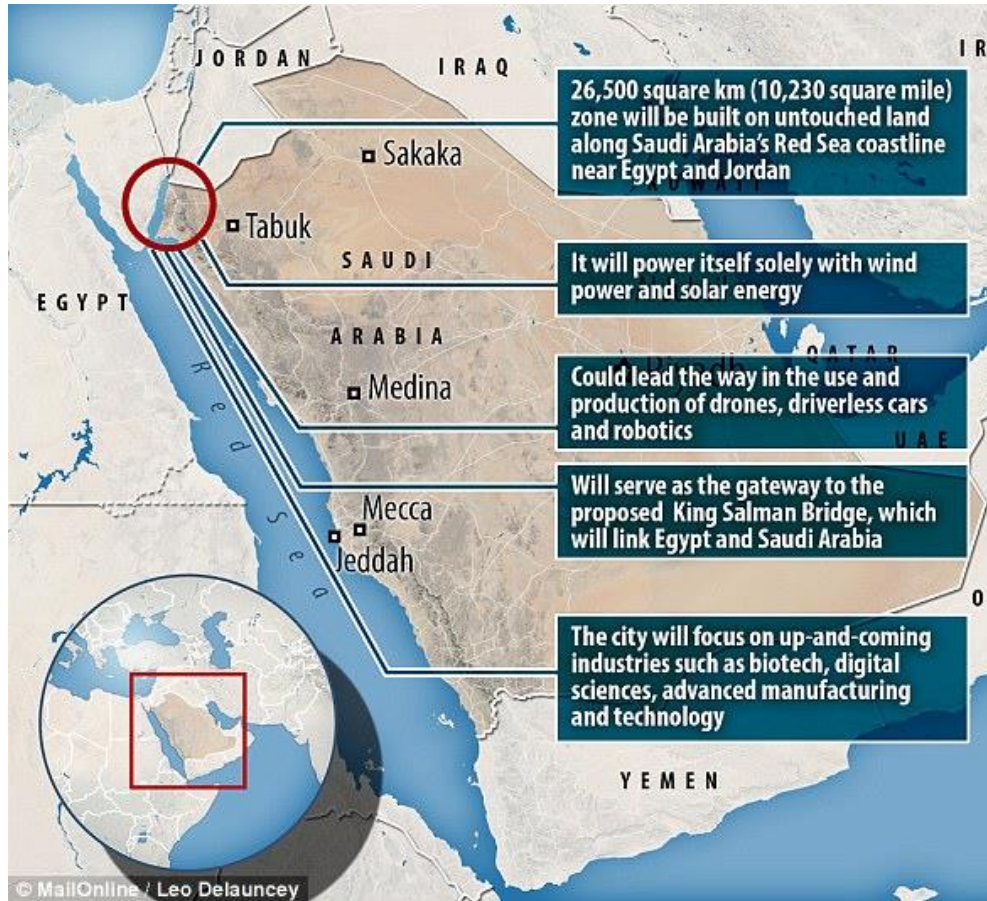 JORDAN
IRAQ
IR
26,500 square km (10,230 square mile)
zone will be built on untouched land
along Saudi Arabia's Red Sea coastline
near Egypt and Jordan
KUWAIT
Sakaka
Tabuk
SAUDI
It will power itself solely with wind
power and solar energy
EGYPT
ARABIA
QATAR
Riyadh
Medina
Could lead the way in the use and
production of drones, driverless cars
and robotics
UAE
Red Sea
Will serve as the gateway to the
proposed King Salman Bridge, which
will link Egypt and Saudi Arabia
Mecca
Jeddah
O
The city will focus on up-and-coming
industries such as biotech, digital
sciences, advanced manufacturing
and technology
YEMEN
© MailOnline / Leo Delauncey